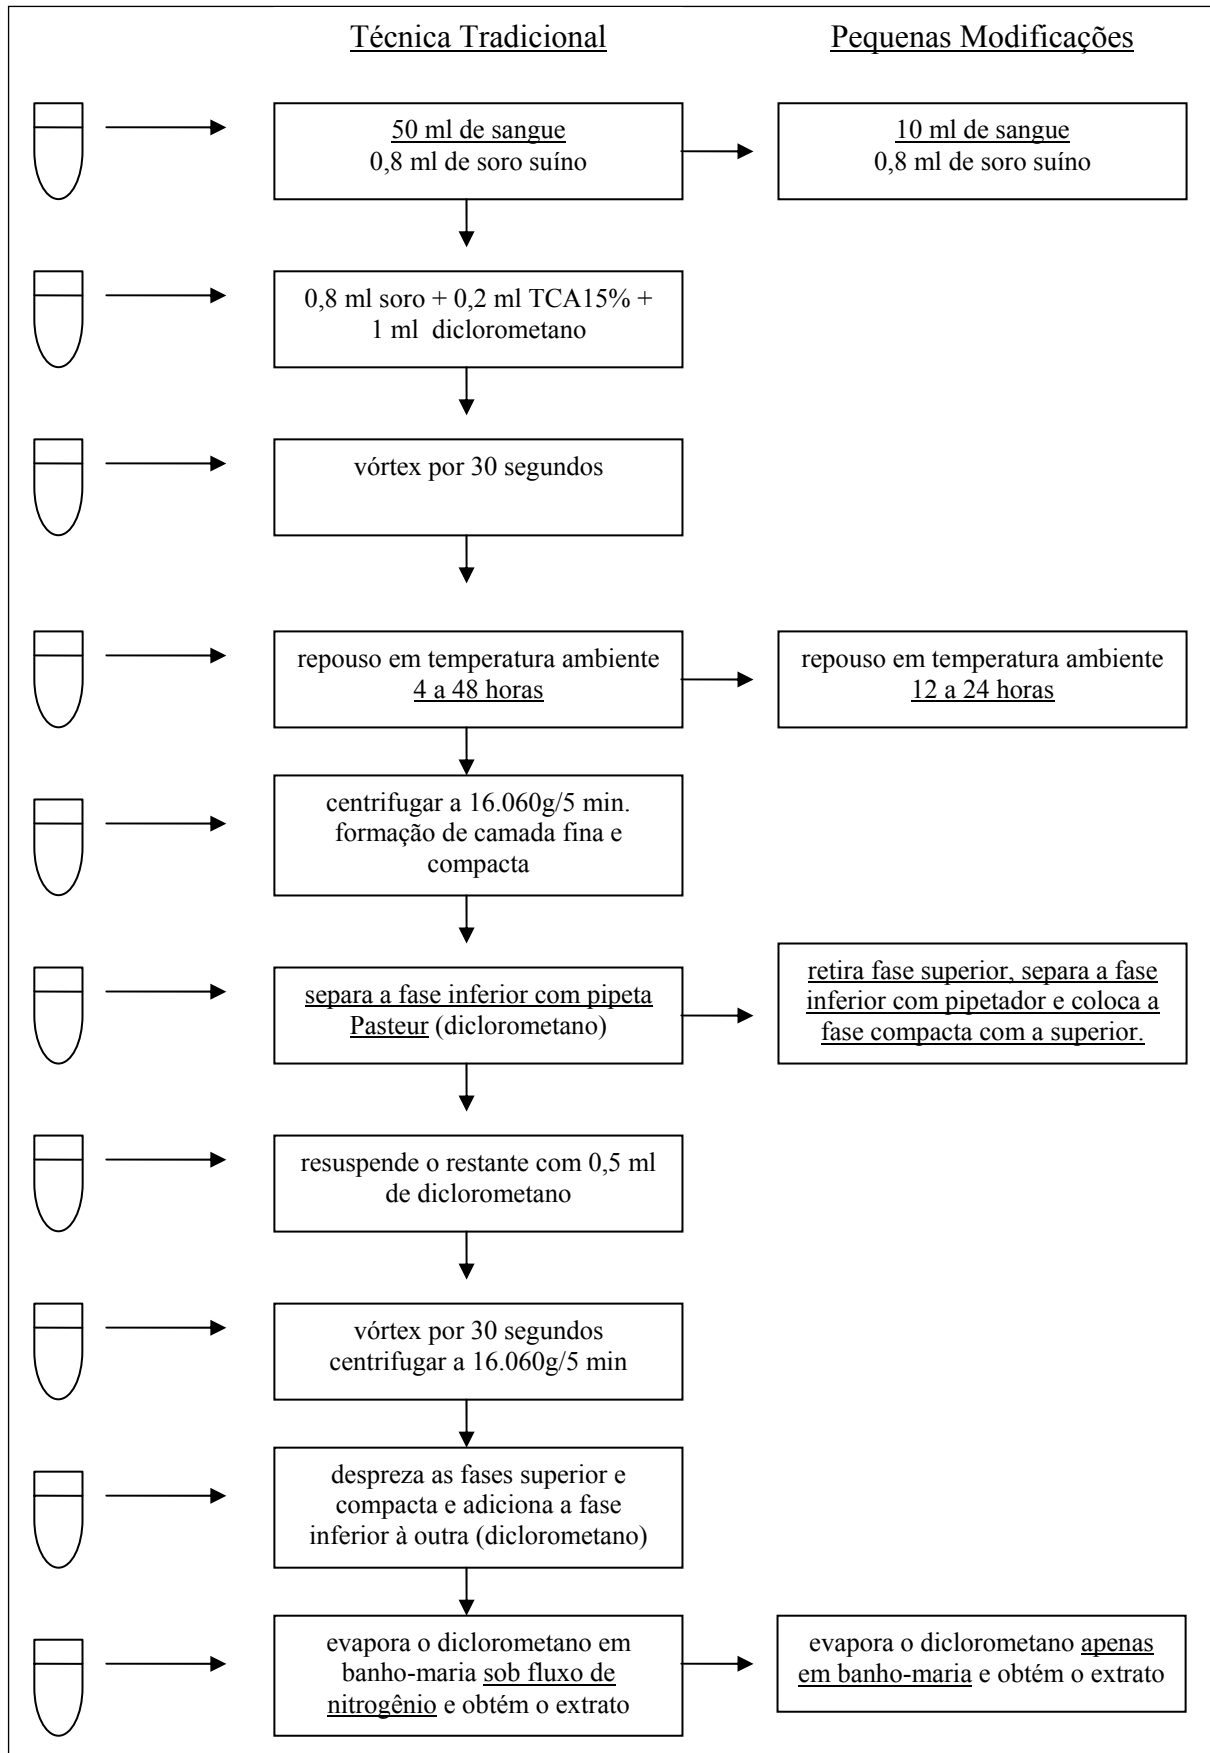 Técnica Tradicional
Pequenas Modificações
50 ml de sangue
0,8 ml de soro suíno
10 ml de sangue
0,8 ml de soro suíno
0,8 ml soro + 0,2 ml TCA15% +
1 ml diclorometano
vórtex por 30 segundos
repouso em temperatura ambiente
4 a 48 horas
repouso em temperatura ambiente
12 a 24 horas
centrifugar a 16.060g/5 min.
formação de camada fina e
compacta
separa a fase inferior com pipeta
Pasteur (diclorometano)
retira fase superior, separa a fase
inferior com pipetador e coloca a
fase compacta com a superior.
resuspende o restante com 0,5 ml
de diclorometano
vórtex por 30 segundos
centrifugar a 16.060g/5 min
despreza as fases superior e
compacta e adiciona a fase
inferior à outra (diclorometano)
evapora o diclorometano em
banho-maria sob fluxo de
nitrogênio e obtém o extrato
evapora o diclorometano apenas
em banho-maria e obtém o extrato